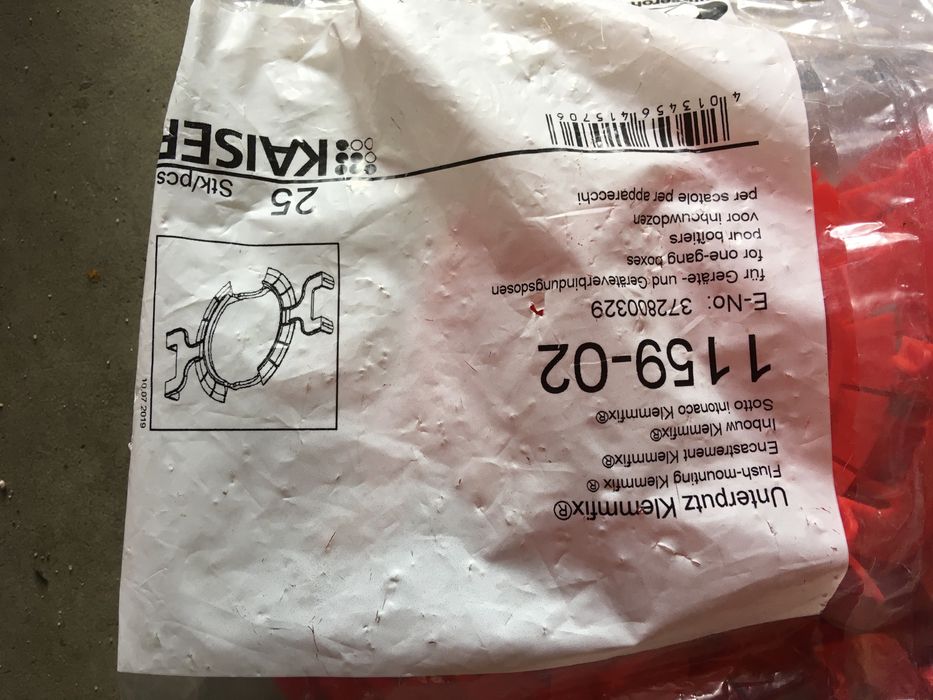 Unterputz Klemmfix®
Flush-mounting Klemmfix ®
Encastrement Klemmfix®
Inbouw Klemmfix®
Sotto intonaco Klemmfix®
1159-02
E-No: 372800329
für Geräte- und Geräteverbindungsdosen
for one-gang boxes
pour boîtiers
voor inbouwdozen
per scatole per apparecchi
4 013456 415706
10.07.2019
25
Stk/pcs
KAISER